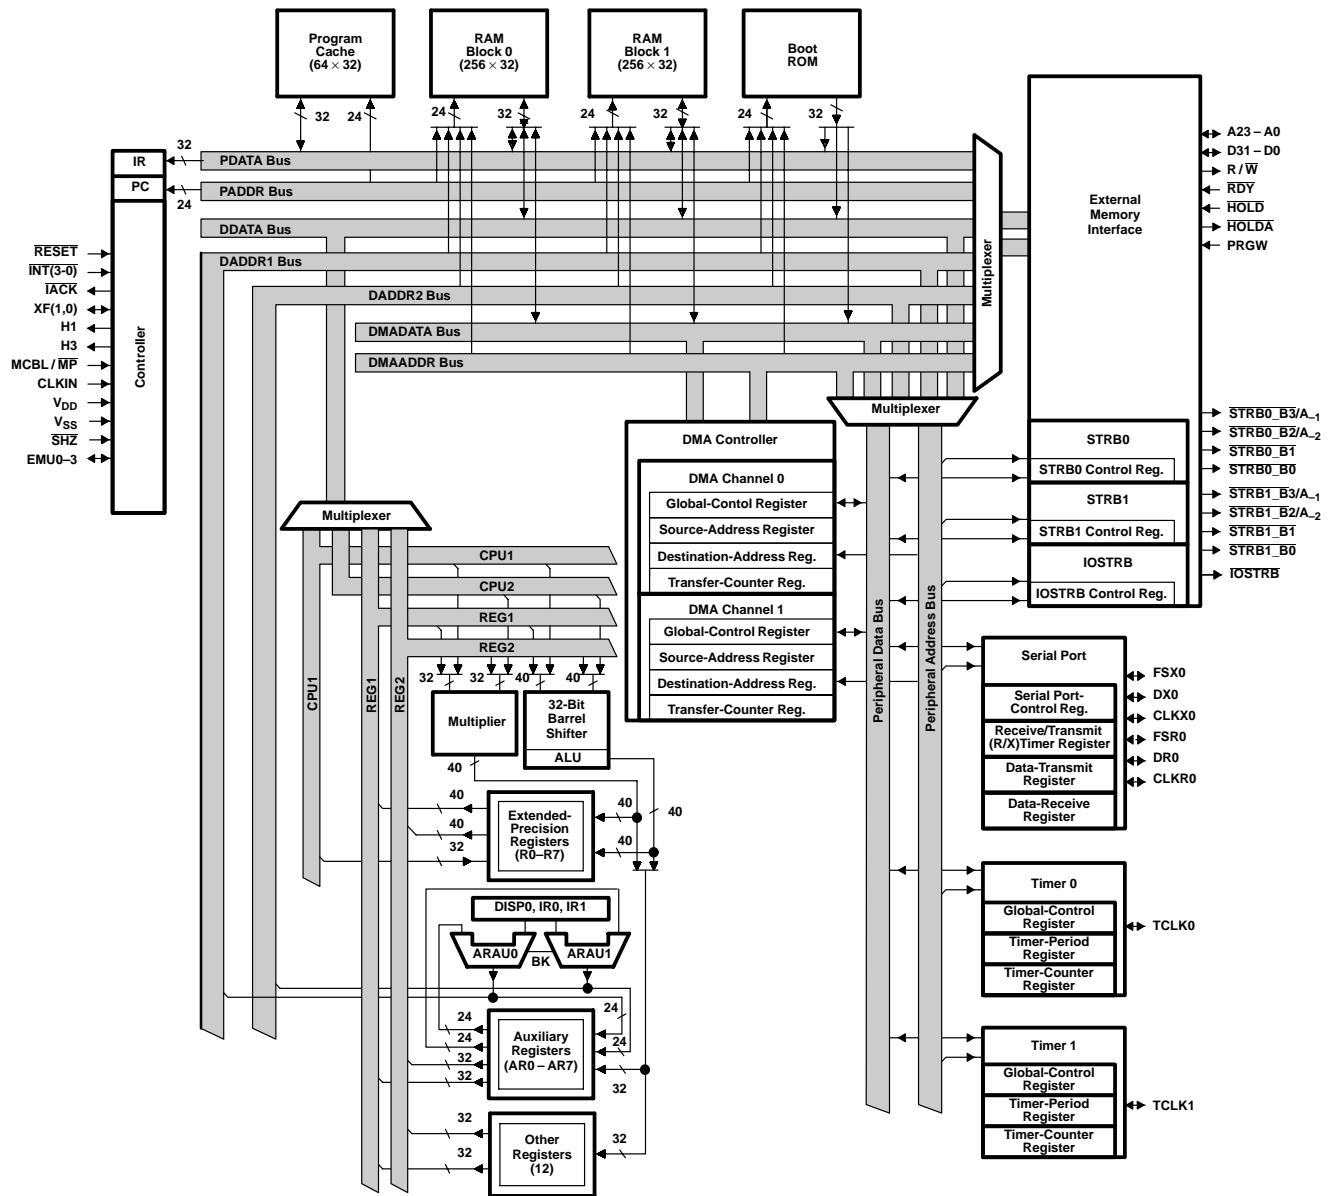 Program
Cache
(64 × 32)
RAM
Block 0
(256 × 32)
RAM
Block 1
(256 × 32)
Boot
ROM
32
24
24
32
24
32
24
32
32
IR
PC
24
PDATA Bus
PADDR Bus
DDATA Bus
DADDR1 Bus
DADDR2 Bus
DMADATA Bus
DMAADDR Bus
Multiplexer
External
Memory
Interface
A23 – A0
D31 – D0
R / W
RDY
HOLD
HOLDA
PRGW
RESET
INT(3-0)
IACK
XF(1,0)
H1
H3
MCBL / MP
CLKIN
VDD
VSS
SHZ
EMU0–3
Controller
Multiplexer
STRB0
STRB0 Control Reg.
STRB1
STRB1 Control Reg.
IOSTRB
IOSTRB Control Reg.
STRB0_B3/A–1
STRB0_B2/A–2
STRB0_B1
STRB0_B0
STRB1_B3/A–1
STRB1_B2/A–2
STRB1_B1
STRB1_B0
IOSTRB
DMA Controller
DMA Channel 0
Global-Contol Register
Source-Address Register
Destination-Address Reg.
Transfer-Counter Reg.
DMA Channel 1
Global-Control Register
Source-Address Register
Destination-Address Reg.
Transfer-Counter Reg.
Peripheral Data Bus
Peripheral Address Bus
Multiplexer
CPU1
CPU2
REG1
REG2
CPU1
REG1
REG2
32
32
40
40
Multiplier
32-Bit
Barrel
Shifter
ALU
40
40
40
32
Extended-
Precision
Registers
(R0–R7)
40
40
40
DISP0, IR0, IR1
ARAU0
BK
ARAU1
24
24
32
32
Auxiliary
Registers
(AR0 – AR7)
24
24
32
32
32
Other
Registers
(12)
32
Serial Port
Serial Port-
Control Reg.
Receive/Transmit
(R/X)Timer Register
Data-Transmit
Register
Data-Receive
Register
FSX0
DX0
CLKX0
FSR0
DR0
CLKR0
Timer 0
Global-Control
Register
Timer-Period
Register
Timer-Counter
Register
TCLK0
Timer 1
Global-Control
Register
Timer-Period
Register
Timer-Counter
Register
TCLK1